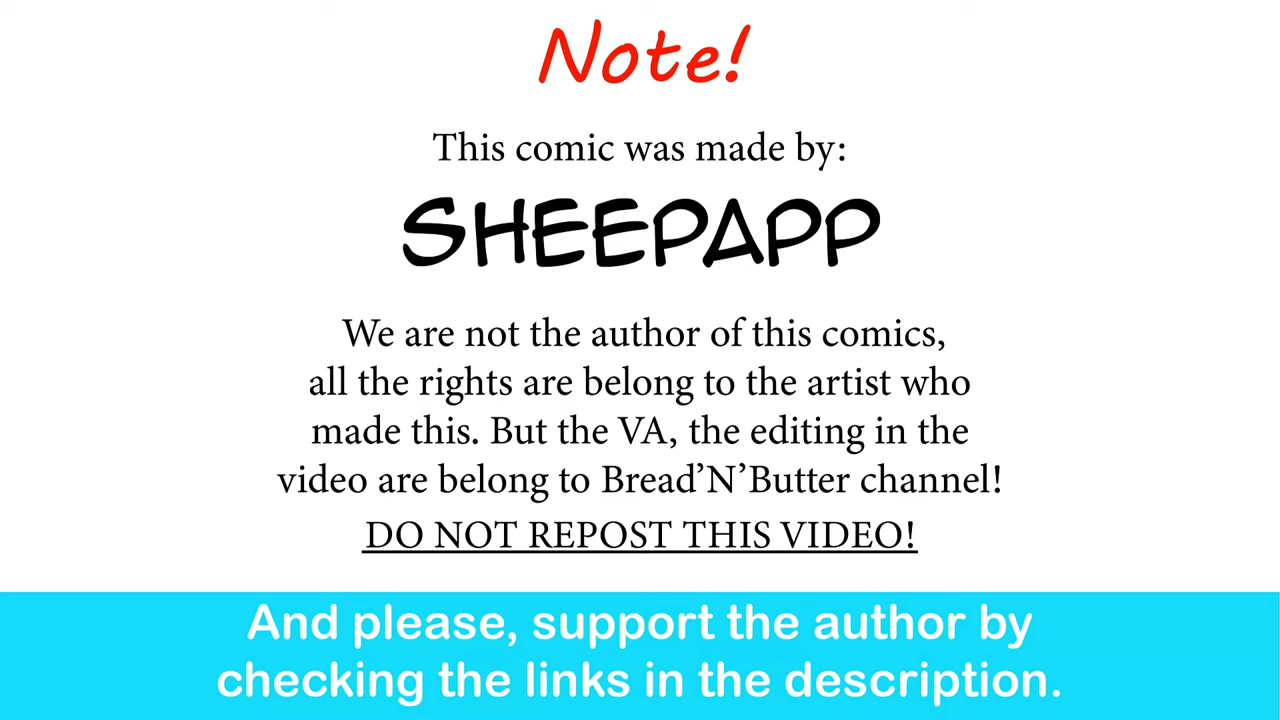 Note!
This comic was made by:
SHEEPAPP
We are not the author of this comics,
all the rights are belong to the artist who
made this. But the VA, the editing in the
video are belong to Bread’N’Butter channel!
DO NOT REPOST THIS VIDEO!
And please, support the author by
checking the links in the description.